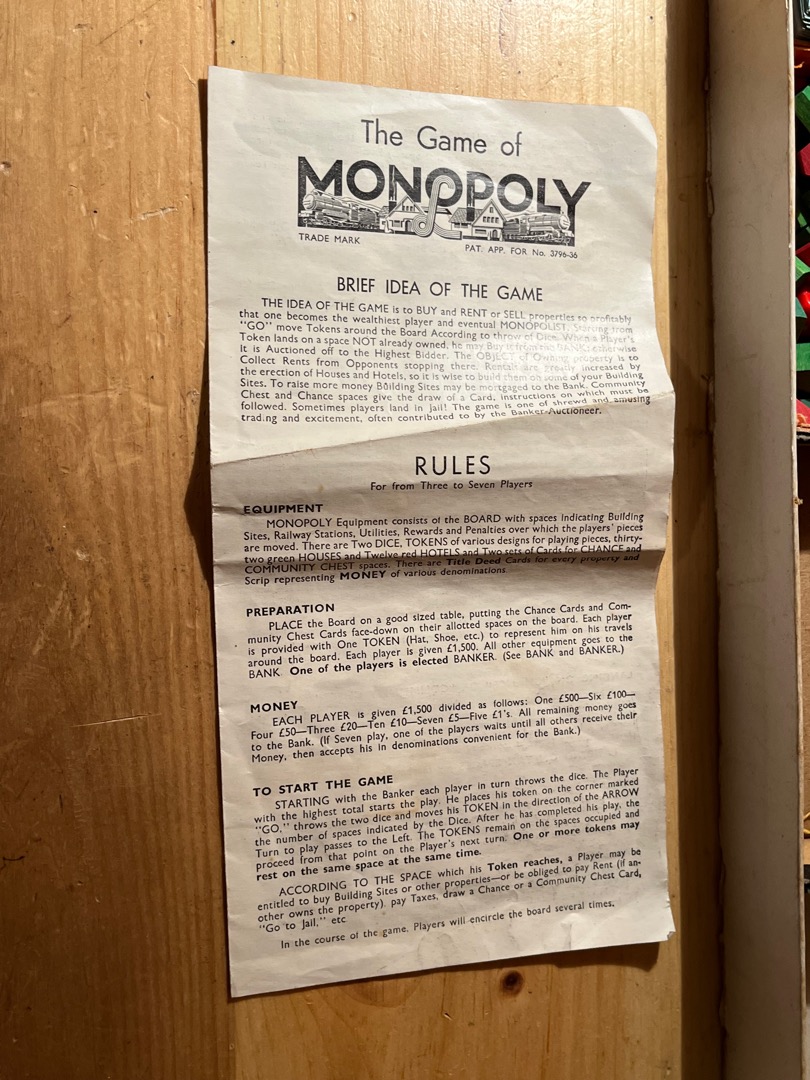 The Game of
MONOPOLY
TRADE MARK
PAT. APP. FOR No. 3796-36
BRIEF IDEA OF THE GAME
THE IDEA OF THE GAME is to BUY and RENT or SELL properties so profitably
that one becomes the wealthiest player and eventual MONOPOLIST. Starting from
"GO" move Tokens around the Board According to throw of Dice. When a Player's
Token lands on a space NOT already owned, he may Buy it from the BANK: otherwise
it is Auctioned off to the Highest Bidder. The OBJECT of Owning property is to
Collect Rents from Opponents stopping there. Rentals are greatly increased by
the erection of Houses and Hotels, so it is wise to build them on some of your Building
Sites. To raise more money Building Sites may be mortgaged to the Bank. Community
Chest and Chance spaces give the draw of a Card, instructions on which must be
followed. Sometimes players land in Jail! The game is one of shrewd and amusing
trading and excitement, often contributed to by the Banker-Auctioneer.
RULES
For from Three to Seven Players
EQUIPMENT
MONOPOLY Equipment consists of the BOARD with spaces indicating Building
Sites, Railway Stations, Utilities, Rewards and Penalties over which the players' pieces
are moved. There are Two DICE, TOKENS of various designs for playing pieces, thirty-
two green HOUSES and Twelve red HOTELS and Two sets of Cards for CHANCE and
COMMUNITY CHEST spaces. There are Title Deed Cards for every property and
Scrip representing MONEY of various denominations
PREPARATION
PLACE the Board on a good sized table, putting the Chance Cards and Com-
munity Chest Cards face-down on their allotted spaces on the board. Each player
is provided with One TOKEN (Hat, Shoe, etc.) to represent him on his travels
around the board. Each player is given £1,500. All other equipment goes to the
BANK. One of the players is elected BANKER. (See BANK and BANKER.)
MONEY
EACH PLAYER is given £1,500 divided as follows: One £500—Six £100—
Four £50—Three £20—Ten £10—Seven £5—Five £1's. All remaining money goes
to the Bank. (If Seven play, one of the players waits until all others receive their
Money, then accepts his in denominations convenient for the Bank.)
TO START THE GAME
STARTING with the Banker each player in turn throws the dice. The Player
with the highest total starts the play. He places his token on the corner marked
"GO," throws the two dice and moves his TOKEN in the direction of the ARROW
the number of spaces indicated by the Dice. After he has completed his play, the
Turn to play passes to the Left. The TOKENS remain on the spaces occupied and
proceed from that point on the Player's next turn. One or more tokens may
rest on the same space at the same time.
ACCORDING TO THE SPACE which his Token reaches, a Player may be
entitled to buy Building Sites or other properties—or be obliged to pay Rent (if an-
other owns the property) pay Taxes, draw a Chance or a Community Chest Card,
"Go to Jail," etc
In the course of the game, Players will encircle the board several times.